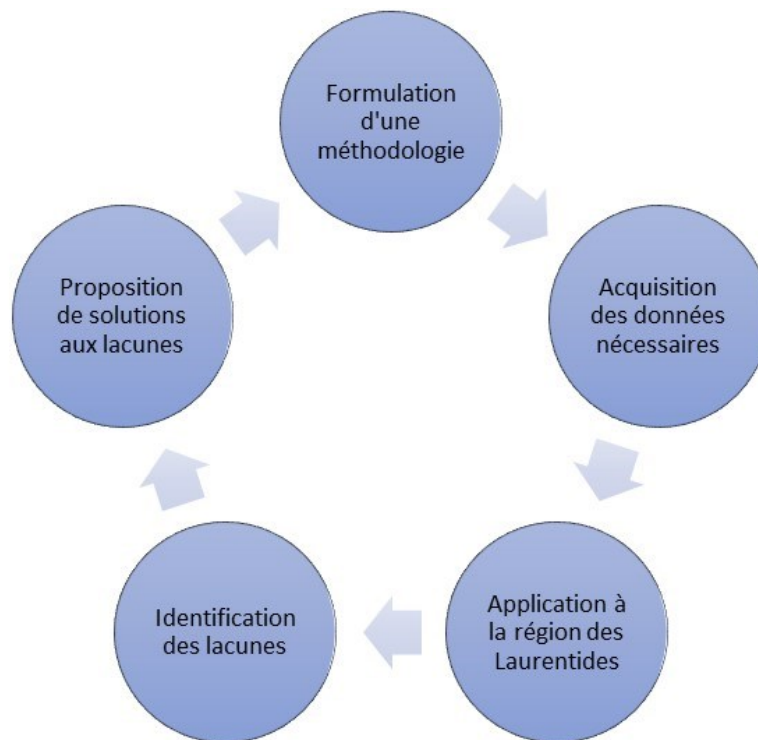 Formulation
d'une
méthodologie
Acquisition
des données
nécessaires
Application à
la région des
Laurentides
Identification
des lacunes
Proposition
de solutions
aux lacunes